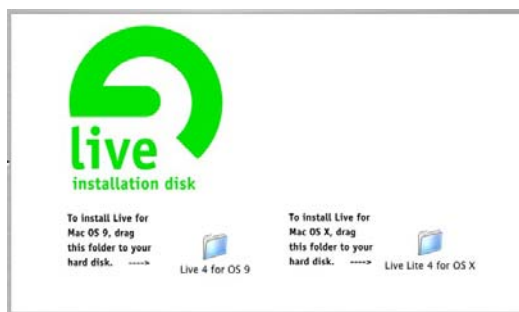 live
installation disk
To install Live for
Mac OS 9, drag
this folder to your
hard disk. ---->
Live 4 for OS 9
To install Live for
Mac OS X, drag
this folder to your
hard disk. ---->
Live Lite 4 for OS X